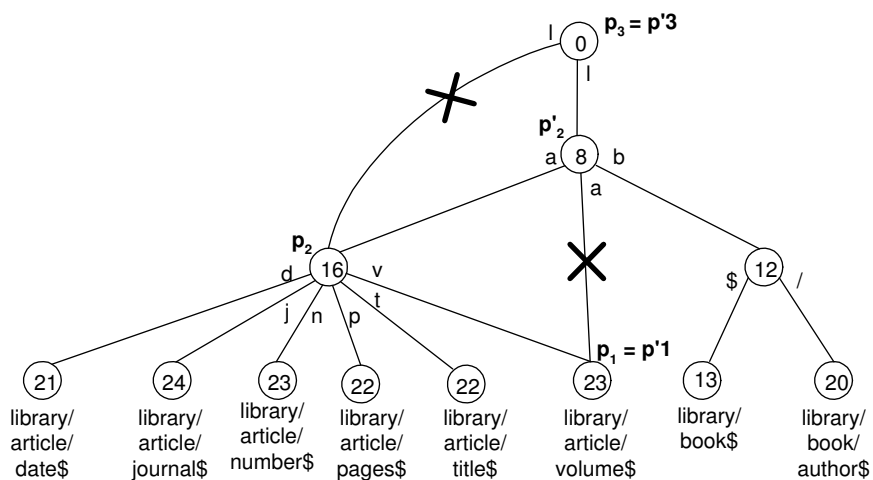 p3 = p'3
l
0
l
p'2
a
8
b
a
p2
16
12
d
v
$
/
j
n
p
t
p1 = p'1
21
24
23
22
22
23
13
20
library/
article/
date$
library/
article/
journal$
library/
article/
number$
library/
article/
pages$
library/
article/
title$
library/
article/
volume$
library/
book$
library/
book/
author$